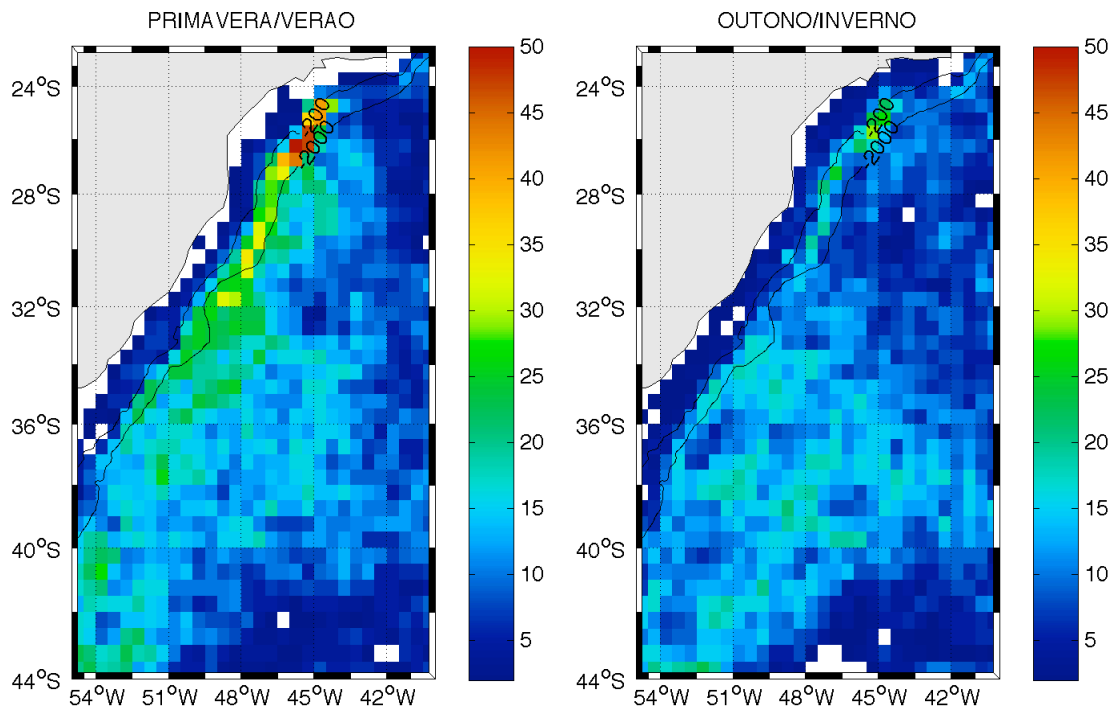 PRIMAVERA/VERAO
24°S
28°S
32°S
36°S
40°S
44°S
54°W
51°W
48°W
45°W
42°W
-200
-2000
50
45
40
35
30
25
20
15
10
5
OUTONO/INVERNO
24°S
28°S
32°S
36°S
40°S
44°S
54°W
51°W
48°W
45°W
42°W
-200
-2000
50
45
40
35
30
25
20
15
10
5